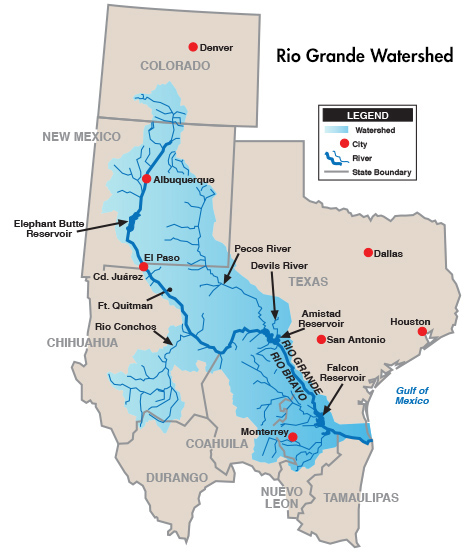 Denver
COLORADO
Rio Grande Watershed
LEGEND
Watershed
City
River
State Boundary
NEW MEXICO
Albuquerque
Elephant Butte
Reservoir
El Paso
Cd. Juárez
Pecos River
Devils River
Dallas
TEXAS
Ft. Quitman
Rio Conchos
CHIHUAHUA
Amistad
Reservoir
Houston
San Antonio
RIO GRANDE
RIO BRAVO
Falcon
Reservoir
Gulf of
Mexico
Monterrey
COAHUILA
DURANGO
NUEVO
LEON
TAMAULIPAS